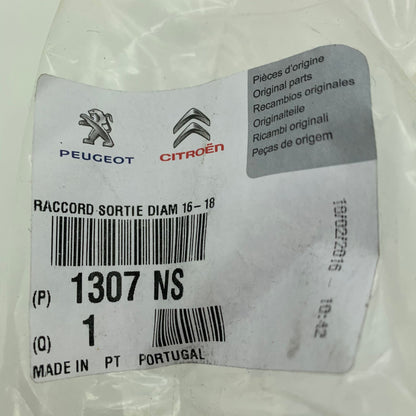 PEUGEOT
CITROËN
Pièces d'origine
Original parts
Recambios originales
Originalteile
Ricambi originali
Peças de origem
RACCORD SORTIE DIAM 16-18
(P) 1307 NS
(Q) 1
MADE IN PT PORTUGAL
19/02/2016 - 10:42